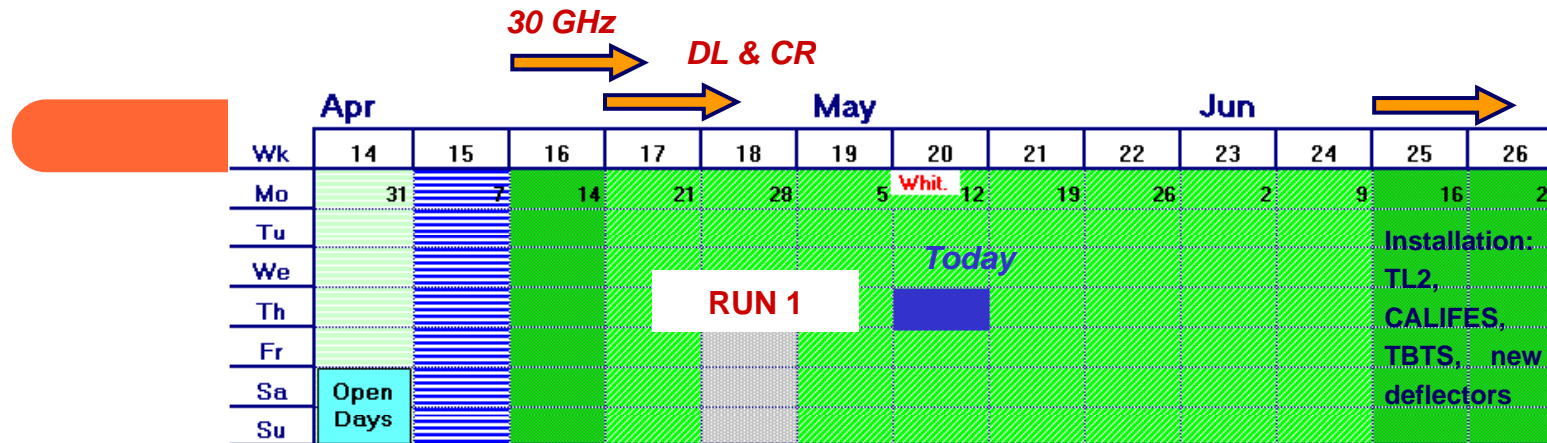 30 GHz
DL & CR
Apr May Jun
Wk 14 15 16 17 18 19 20 21 22 23 24 25 26
Mo 31 7 14 21 28 5 Whit. 12 19 26 2 9 16 2
Tu
We
Th
Fr
Sa
Su
Today
RUN 1
Installation:
TL2,
CALIFES,
TBTS, new
deflectors
Open
Days